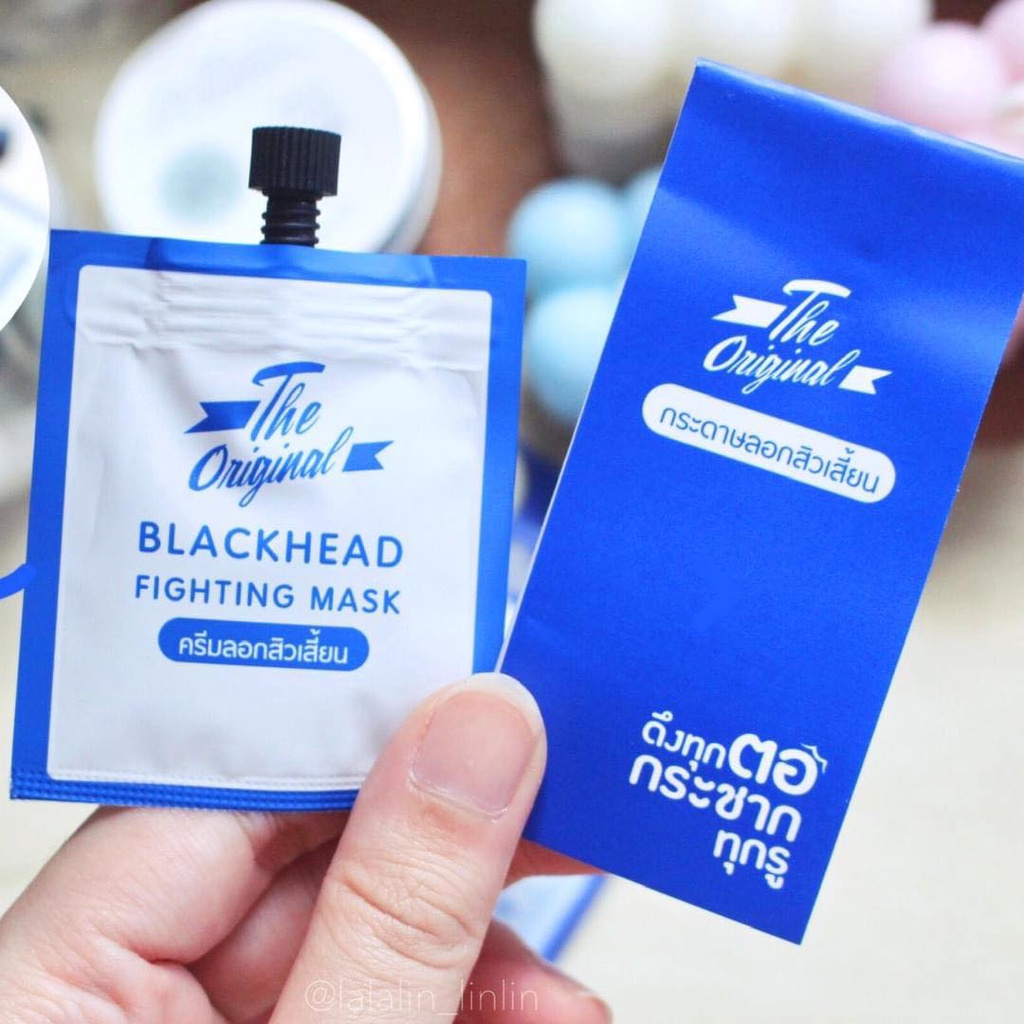 The
Original
BLACKHEAD
FIGHTING MASK
ครีมลอกสิวเสี้ยน
The
Original
กระดาษลอกสิวเสี้ยน
ดึงทุกตอ
กระชาก
ทุกรู
@lalalin_linlin